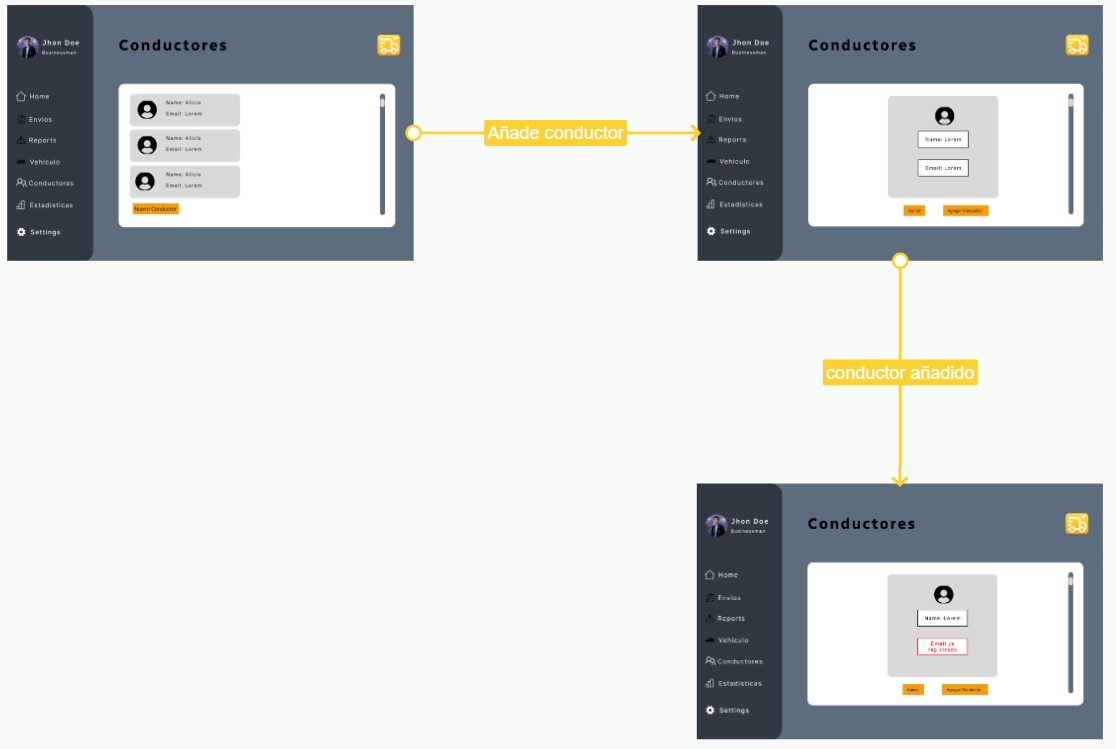 Jhon Doe
Businessman
Conductores
Home
Envios
Reports
Vehiculo
Conductores
Estadisticas
Settings
Name: Alicia
Email: Lorem
Name: Alicia
Email: Lorem
Name: Alicia
Email: Lorem
Nuevo Conductor
Añade conductor
Jhon Doe
Businessman
Conductores
Home
Envios
Reports
Vehiculo
Conductores
Estadisticas
Settings
Name: Lorem
Email: Lorem
Agregar Conductor
conductor añadido
Jhon Doe
Businessman
Conductores
Home
Envios
Reports
Vehiculo
Conductores
Estadisticas
Settings
Name: Lorem
Email ya
registrado
Agregar Conductor